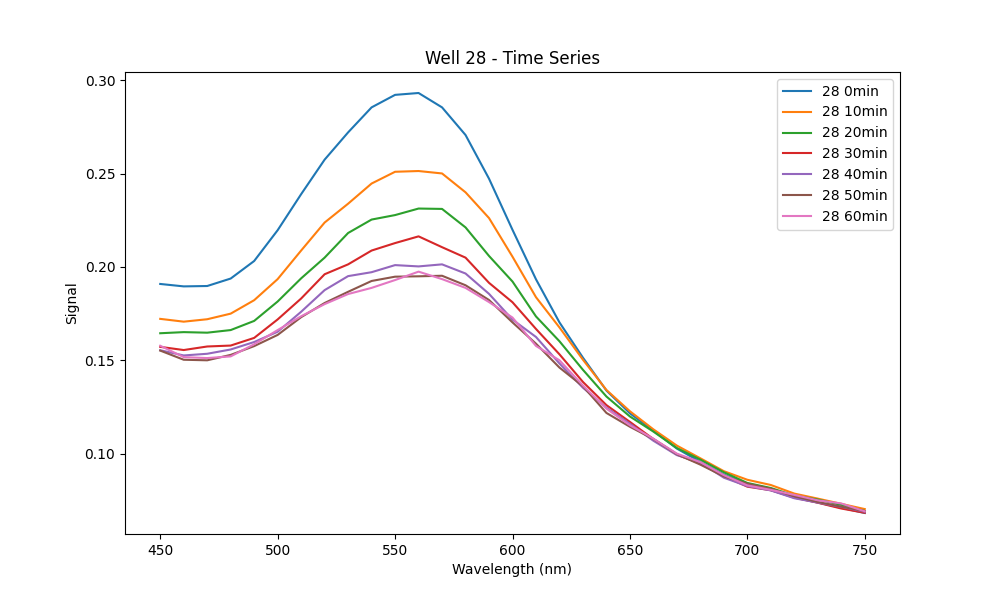 Well 28 - Time Series
Signal
0.30
0.25
0.20
0.15
0.10
28 0min
28 10min
28 20min
28 30min
28 40min
28 50min
28 60min
450 500 550 600 650 700 750
Wavelength (nm)